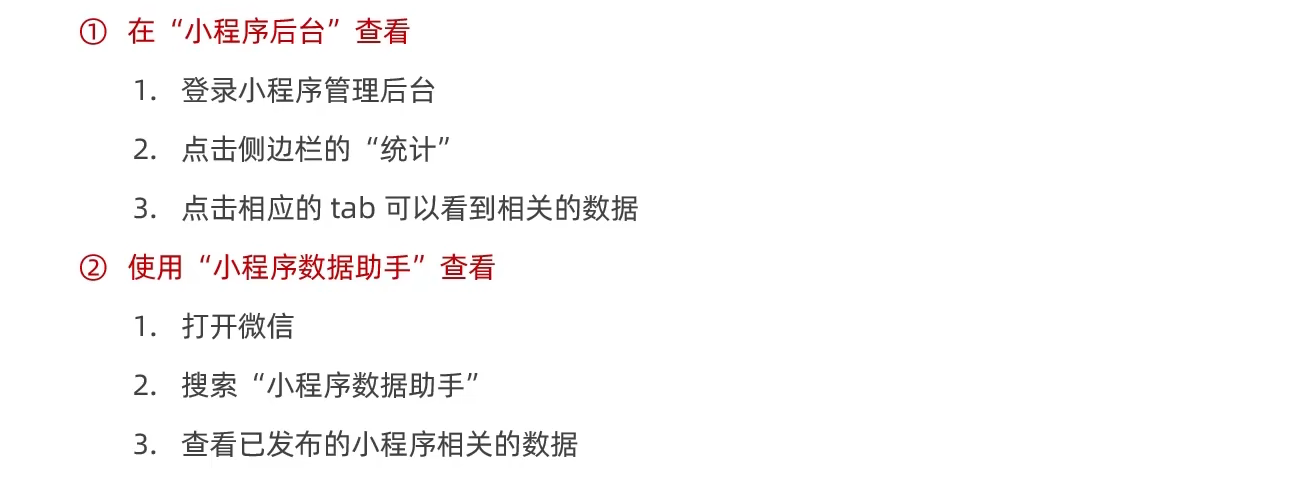 ① 在“小程序后台”查看
1. 登录小程序管理后台
2. 点击侧边栏的“统计”
3. 点击相应的 tab 可以看到相关的数据
② 使用“小程序数据助手”查看
1. 打开微信
2. 搜索“小程序数据助手”
3. 查看已发布的小程序相关的数据